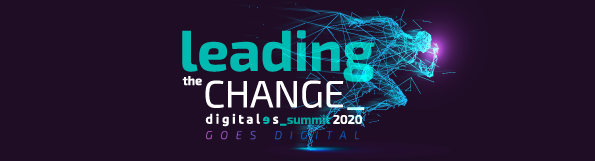 leading
the
CHANGE_
digitales_summit 2020
GOES DIGITAL